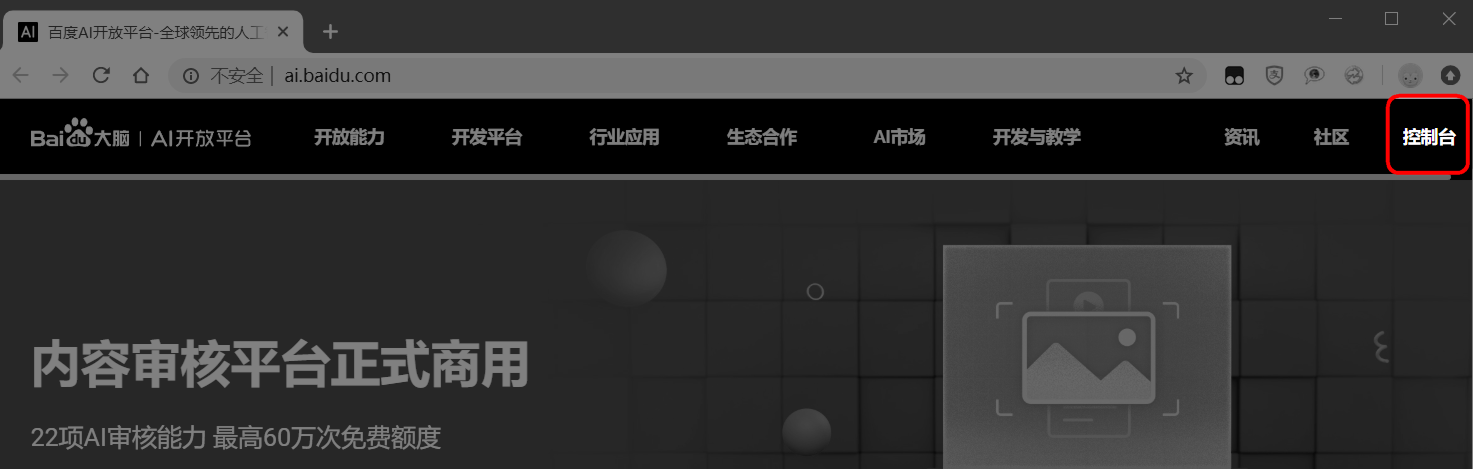 AI 百度AI开放平台-全球领先的人工
不安全 ai.baidu.com
Bai du 大脑 AI开放平台 开放能力 开发平台 行业应用 生态合作 AI市场 开发与教学 资讯 社区 控制台
内容审核平台正式商用
22项AI审核能力 最高60万次免费额度